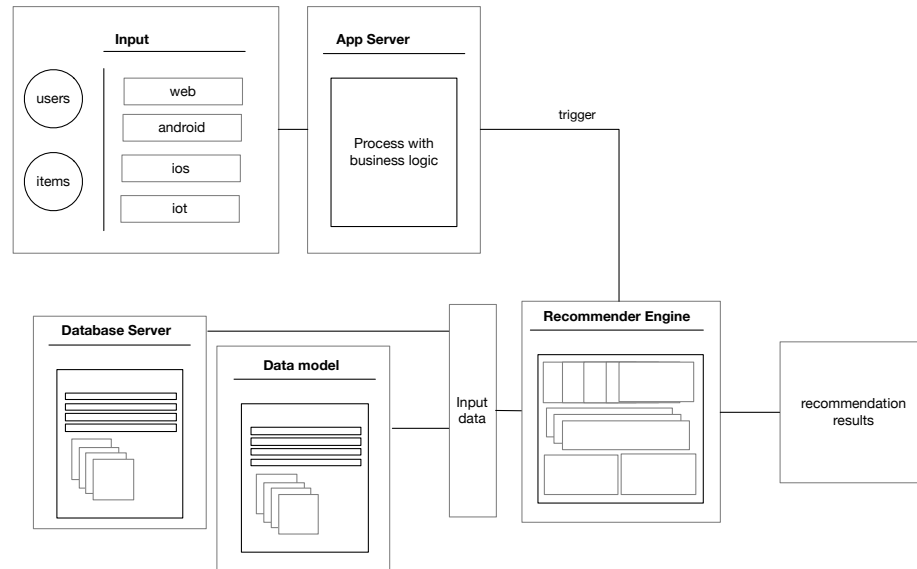 Input
users
items
web
android
ios
iot
App Server
Process with
business logic
trigger
Database Server
Data model
Input
data
Recommender Engine
recommendation
results